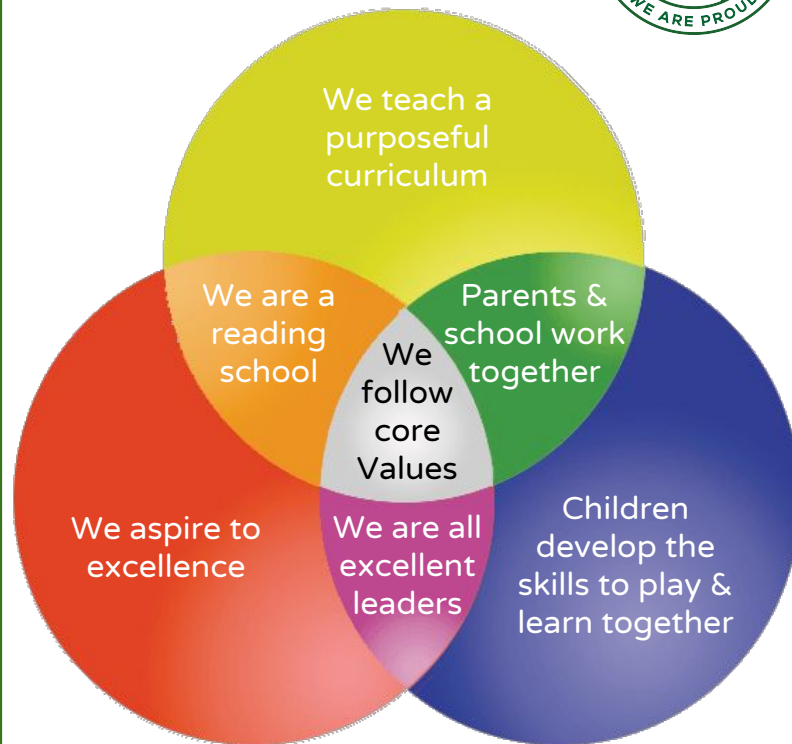 WE ARE PROUD
We teach a
purposeful
curriculum
We are a
reading
school
Parents &
school work
together
We
follow
core
Values
We aspire to
excellence
We are all
excellent
leaders
Children
develop the
skills to play &
learn together